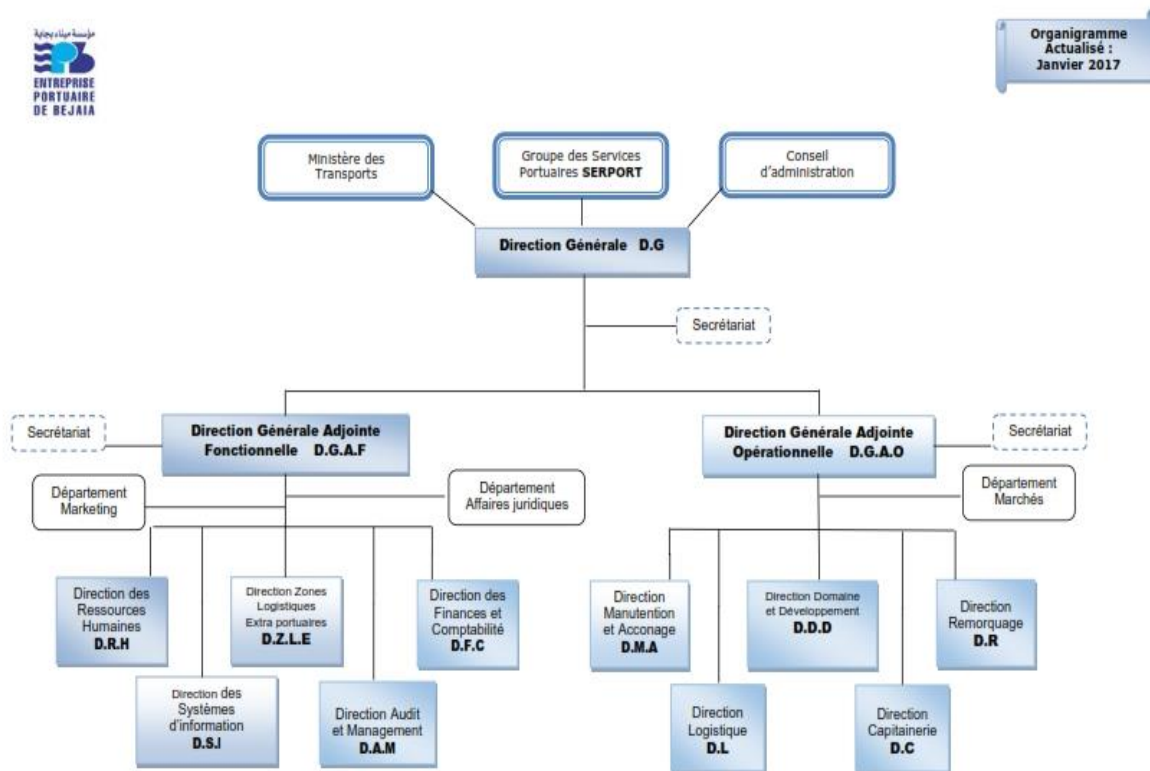 مؤسسة ميناء بجاية
ENTREPRISE
PORTUAIRE
DE BEJAIA
Organigramme
Actualisé :
Janvier 2017
Ministère des
Transports
Groupe des Services
Portuaires SERPORT
Conseil
d'administration
Direction Générale D.G
Secrétariat
Secrétariat
Direction Générale Adjointe
Fonctionnelle D.G.A.F
Direction Générale Adjointe
Opérationnelle D.G.A.O
Secrétariat
Département
Marketing
Département
Affaires juridiques
Département
Marchés
Direction des
Ressources
Humaines
D.R.H
Direction des
Systèmes
d'information
D.S.I
Direction Zones
Logistiques
Extra portuaires
D.Z.L.E
Direction Audit
et Management
D.A.M
Direction des
Finances et
Comptabilité
D.F.C
Direction
Manutention
et Acconage
D.M.A
Direction
Logistique
D.L
Direction Domaine
et Développement
D.D.D
Direction
Capitainerie
D.C
Direction
Remorquage
D.R